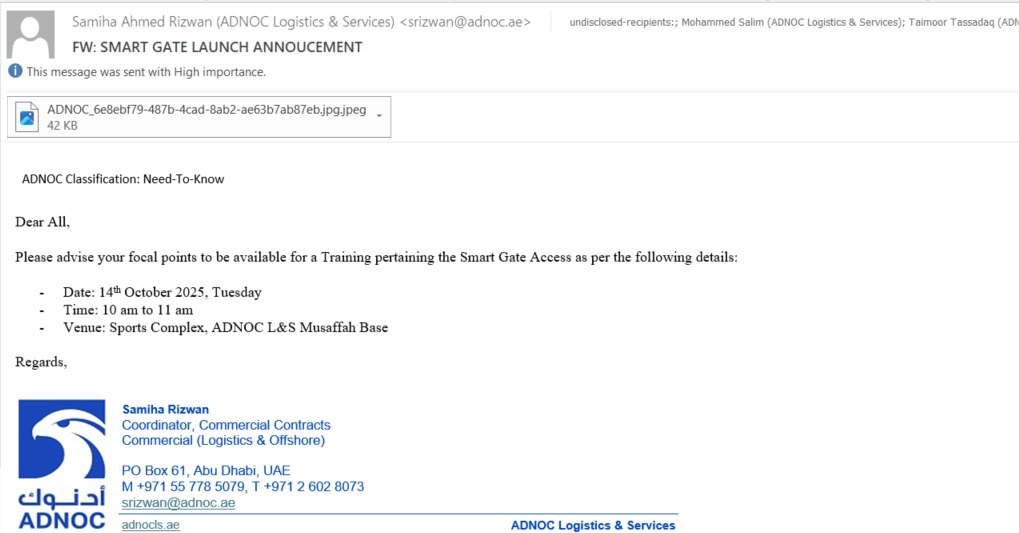 Samiha Ahmed Rizwan (ADNOC Logistics & Services) <srizwan@adnoc.ae>
undisclosed-recipients:; Mohammed Salim (ADNOC Logistics & Services); Taimoor Tassadaq (ADN
FW: SMART GATE LAUNCH ANNOUCEMENT
This message was sent with High importance.
ADNOC_6e8ebf79-487b-4cad-8ab2-ae63b7ab87eb.jpg.jpeg
42 KB
ADNOC Classification: Need-To-Know
Dear All,
Please advise your focal points to be available for a Training pertaining the Smart Gate Access as per the following details:
- Date: 14th October 2025, Tuesday
- Time: 10 am to 11 am
- Venue: Sports Complex, ADNOC L&S Musaffah Base
Regards,
Samiha Rizwan
Coordinator, Commercial Contracts
Commercial (Logistics & Offshore)
PO Box 61, Abu Dhabi, UAE
M +971 55 778 5079, T +971 2 602 8073
srizwan@adnoc.ae
أدنوك
ADNOC
adnocls.ae
ADNOC Logistics & Services